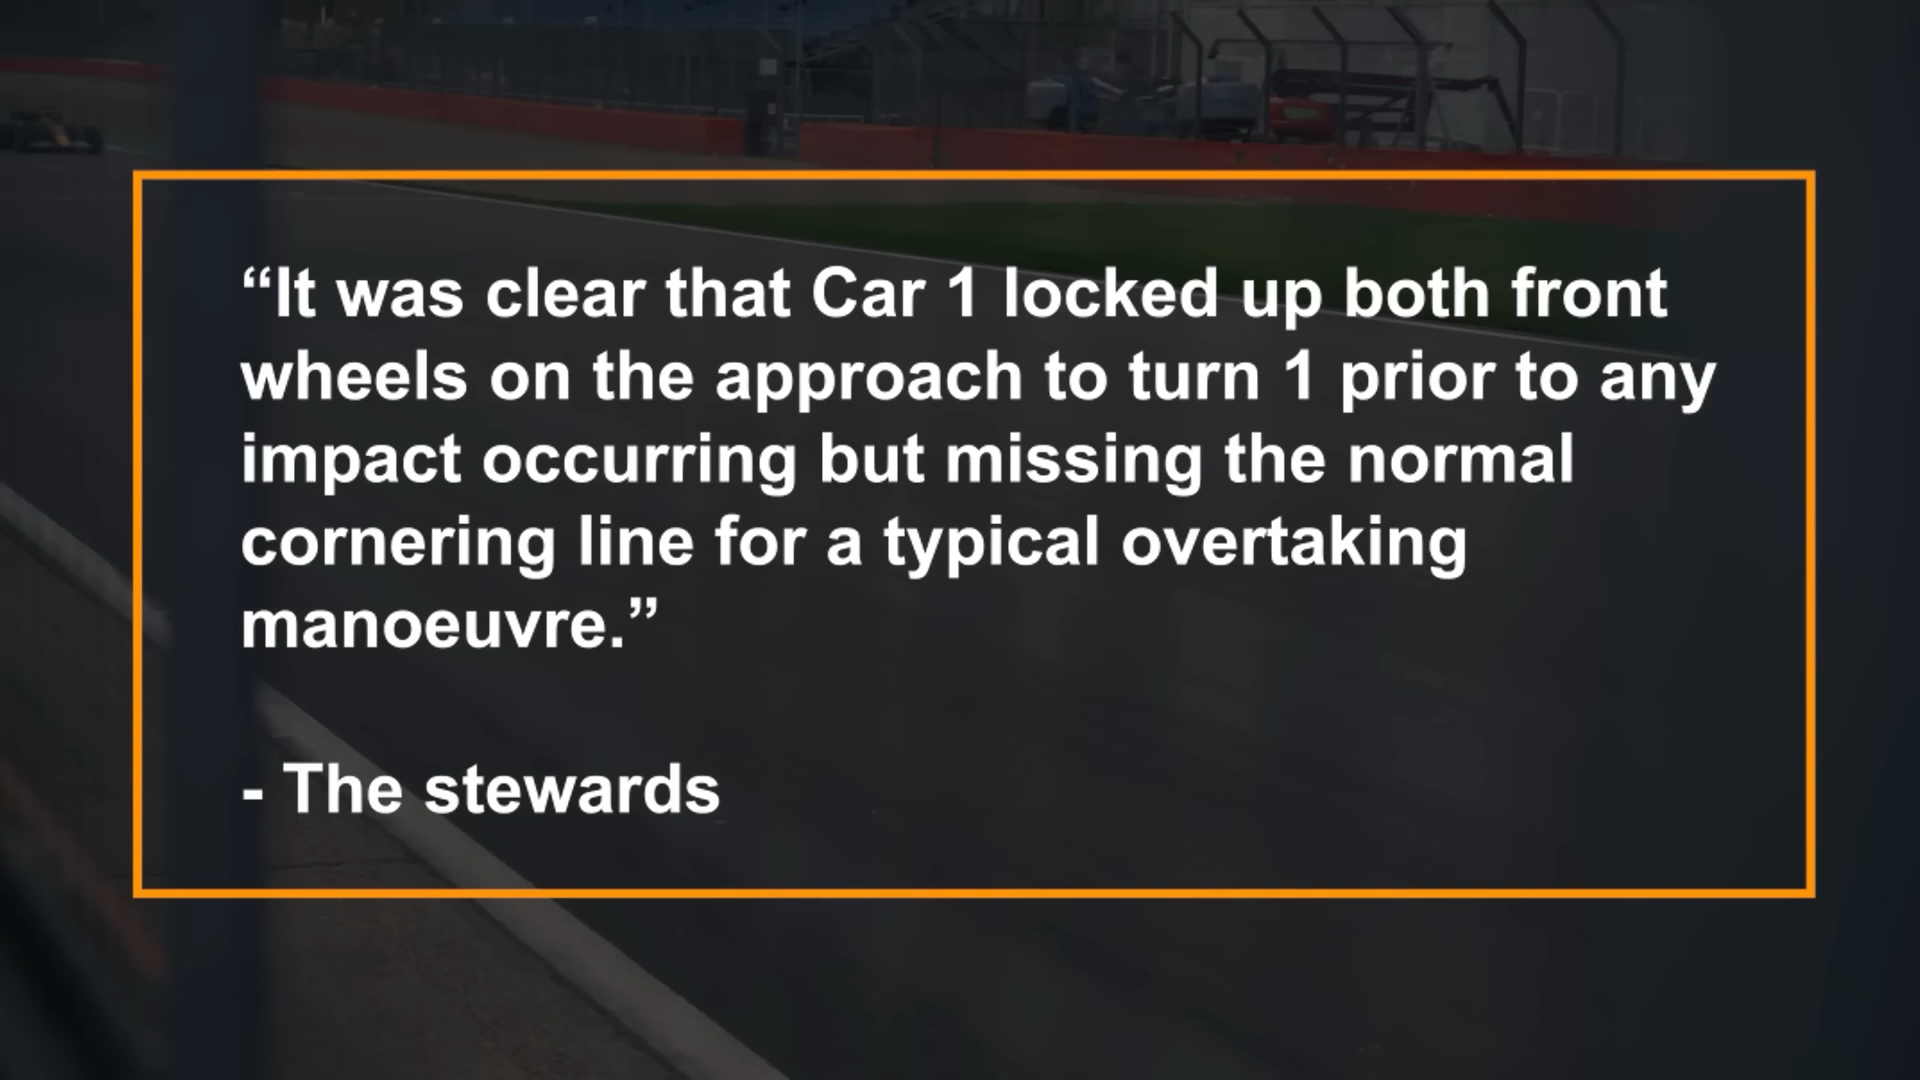 “It was clear that Car 1 locked up both front
wheels on the approach to turn 1 prior to any
impact occurring but missing the normal
cornering line for a typical overtaking
manoeuvre.”
- The stewards